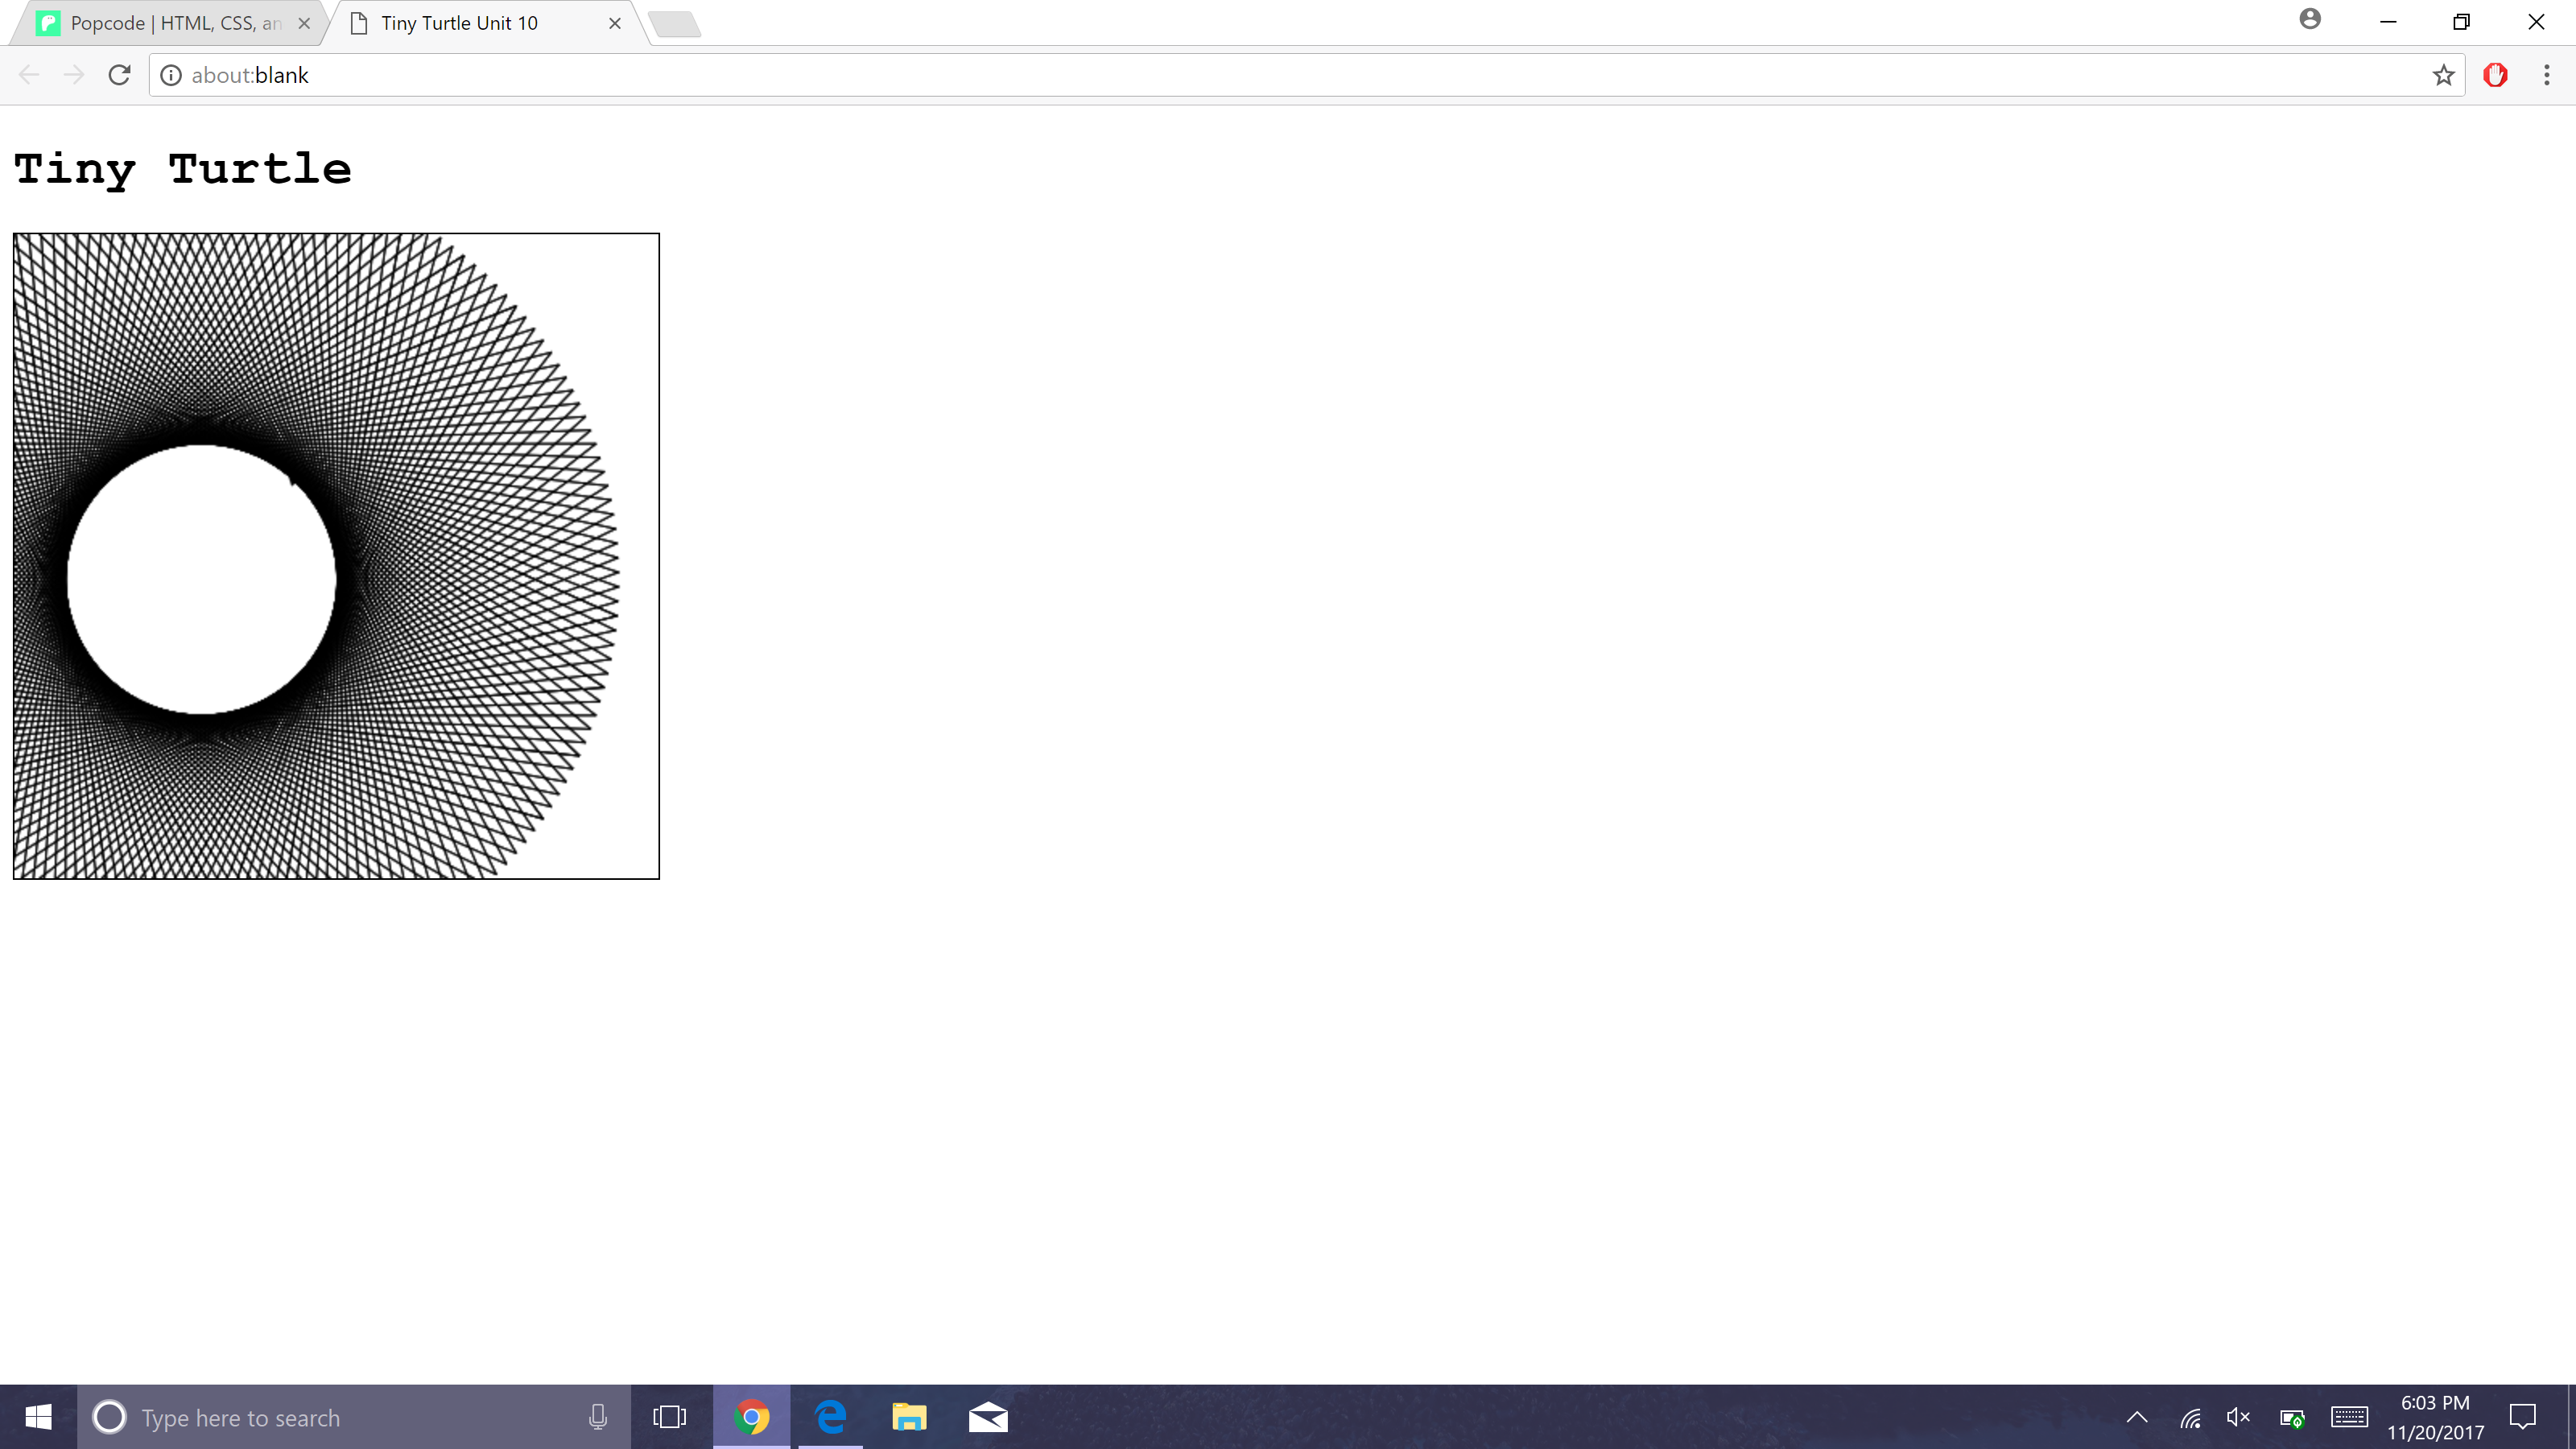 Popcode | HTML, CSS, an
Tiny Turtle Unit 10
about:blank
Tiny Turtle
Type here to search
6:03 PM
11/20/2017